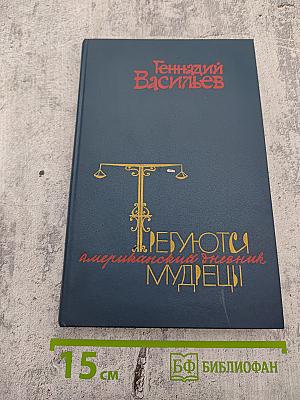 Геннадий
Васильев
Требуются
американский дневник
мудрецы
15 см
БФ БИБЛИОФАН